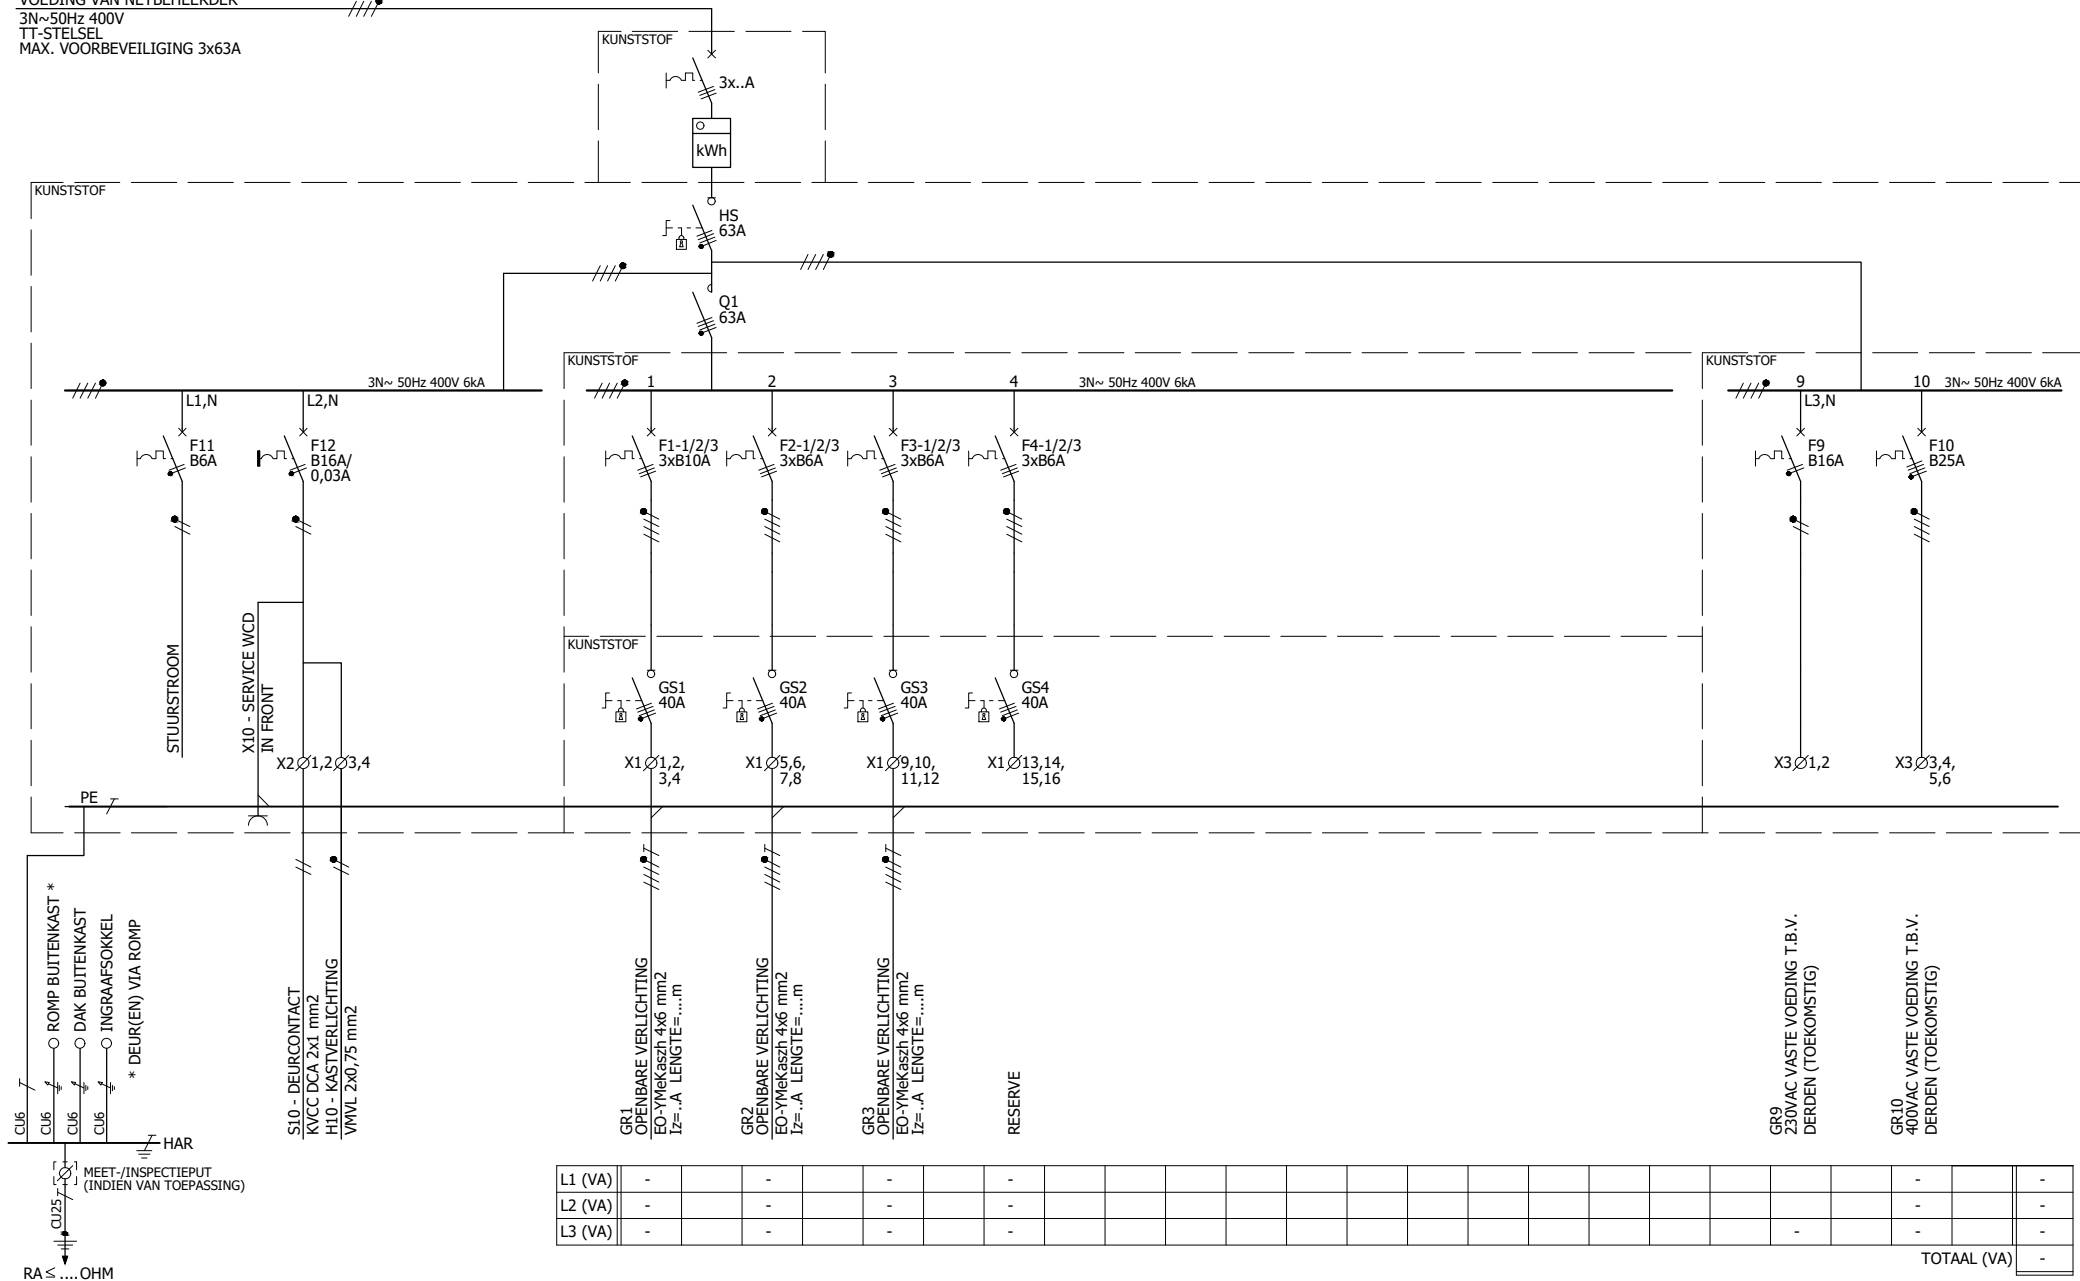 VOEDING VAN NETBEHEERDER
3N~50Hz 400V
TT-STELSEL
MAX. VOORBEVEILIGING 3x63A
KUNSTSTOF
3x..A
kWh
KUNSTSTOF
HS
63A
Q1
63A
KUNSTSTOF
KUNSTSTOF
3N~ 50Hz 400V 6kA
1
2
3
4
3N~ 50Hz 400V 6kA
9
10
3N~ 50Hz 400V 6kA
L1,N
L2,N
L3,N
F11
B6A
F12
B16A/
0,03A
F1-1/2/3
3xB10A
F2-1/2/3
3xB6A
F3-1/2/3
3xB6A
F4-1/2/3
3xB6A
F9
B16A
F10
B25A
STUURSTROOM
X10 - SERVICE WCD
IN FRONT
KUNSTSTOF
GS1
40A
GS2
40A
GS3
40A
GS4
40A
X2 1,2
3,4
X1 1,2,
3,4
X1 5,6,
7,8
X1 9,10,
11,12
X1 13,14,
15,16
X3 1,2
X3 3,4,
5,6
PE
CU6
CU6
ROMP BUITENKAST *
CU6
DAK BUITENKAST
CU6
INGRAAFSOKKEL
* DEUR(EN) VIA ROMP
S10 - DEURCONTACT
KVCC DCA 2x1 mm2
H10 - KASTVERLICHTING
VMVL 2x0,75 mm2
GR1
OPENBARE VERLICHTING
EO-YMeKaszh 4x6 mm2
Iz=..A LENGTE=....m
GR2
OPENBARE VERLICHTING
EO-YMeKaszh 4x6 mm2
Iz=..A LENGTE=....m
GR3
OPENBARE VERLICHTING
EO-YMeKaszh 4x6 mm2
Iz=..A LENGTE=....m
RESERVE
GR9
230VAC VASTE VOEDING T.B.V.
DERDEN (TOEKOMSTIG)
GR10
400VAC VASTE VOEDING T.B.V.
DERDEN (TOEKOMSTIG)
HAR
MEET-/INSPECTIEPUT
(INDIEN VAN TOEPASSING)
CU25
RA ≤ ....OHM
L1 (VA) - - - - - -
L2 (VA) - - - - - -
L3 (VA) - - - - - - -
TOTAAL (VA) -